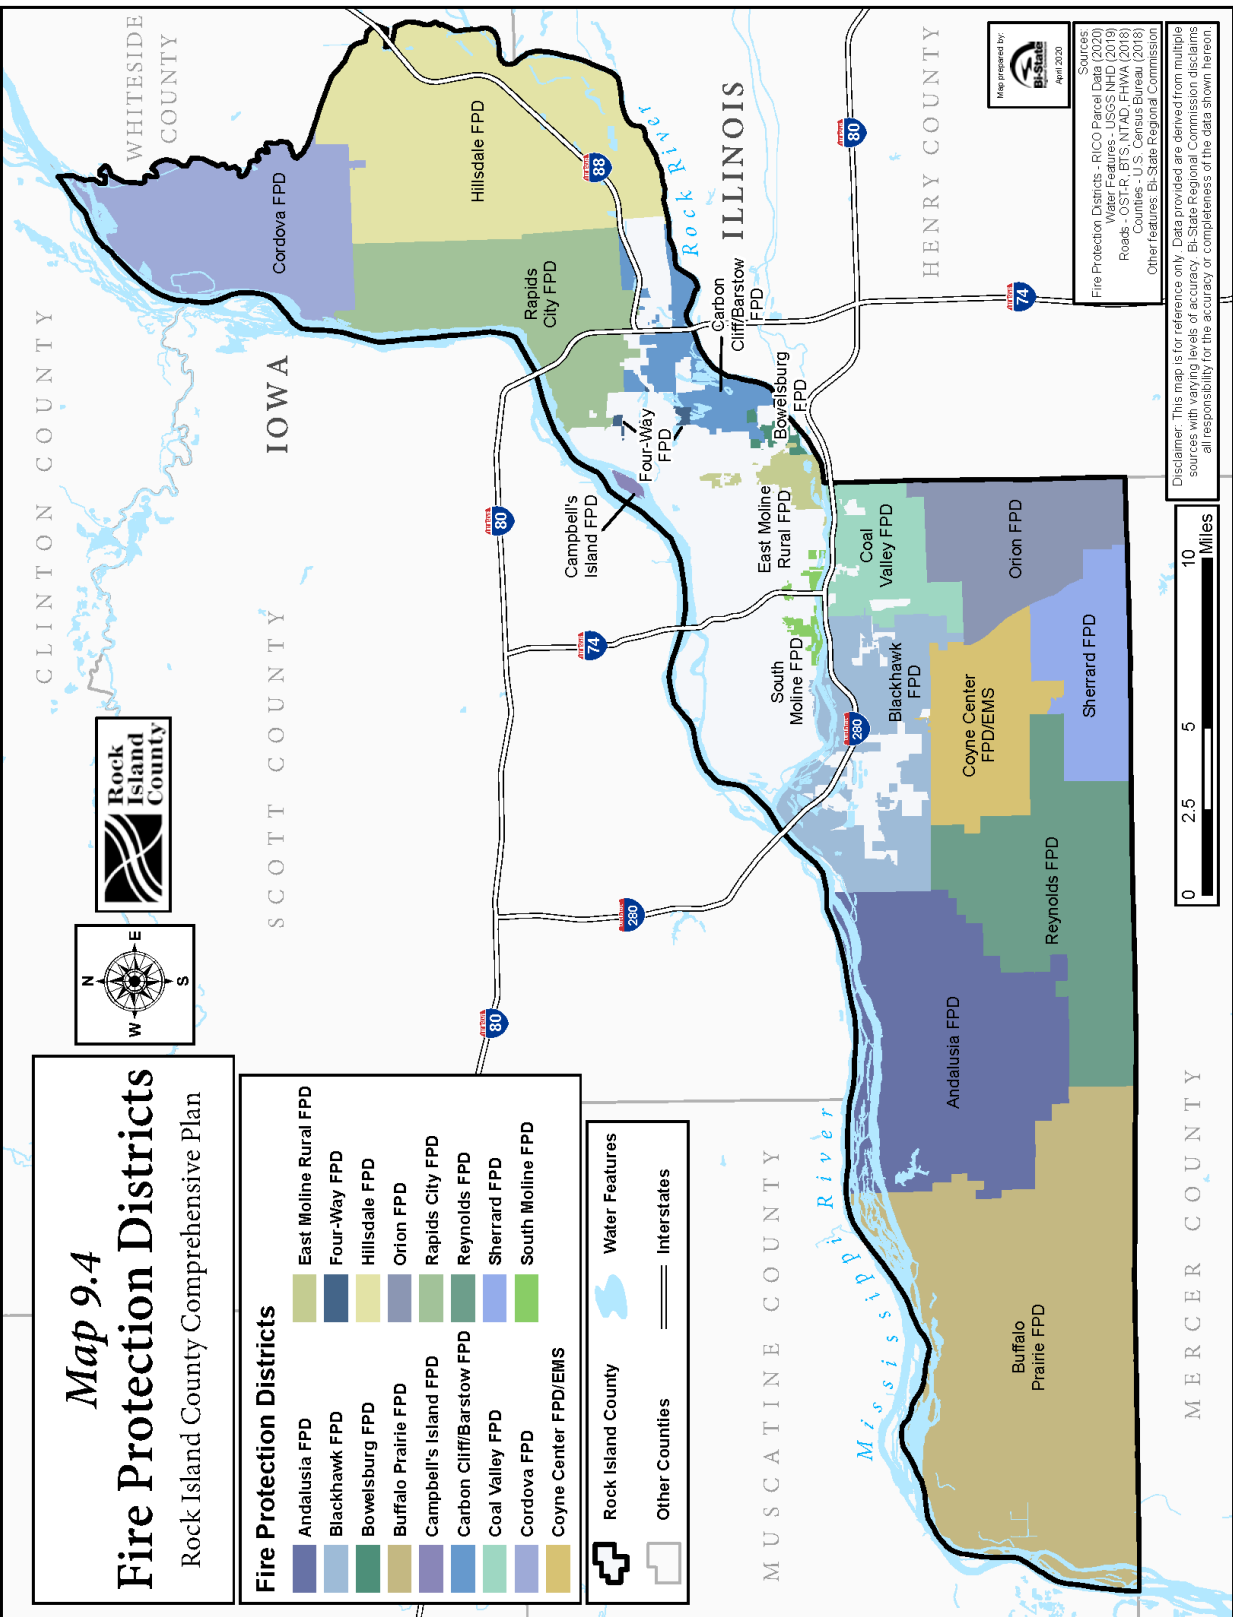 Map 9.4
Fire Protection Districts
Rock Island County Comprehensive Plan
N
W
E
S
Rock
Island
County
Fire Protection Districts
Andalusia FPD
Blackhawk FPD
Bowelsburg FPD
Buffalo Prairie FPD
Campbell's Island FPD
Carbon Cliff/Barstow FPD
Coal Valley FPD
Cordova FPD
Coyne Center FPD/EMS
East Moline Rural FPD
Four-Way FPD
Hillsdale FPD
Orion FPD
Rapids City FPD
Reynolds FPD
Sherrard FPD
South Moline FPD
Rock Island County
Other Counties
Water Features
Interstates
CLINTON COUNTY
WHITESIDE
COUNTY
SCOTT COUNTY
IOWA
MUSCATINE COUNTY
MERCER COUNTY
HENRY COUNTY
ILLINOIS
Mississippi River
Rock River
Cordova FPD
Hillsdale FPD
Rapids
City FPD
Carbon
Cliff/Barstow
FPD
Bowelsburg
FPD
Four-Way
FPD
Campbell's
Island FPD
East Moline
Rural FPD
South
Moline FPD
Coal
Valley FPD
Blackhawk
FPD
Orion FPD
Coyne Center
FPD/EMS
Sherrard FPD
Reynolds FPD
Andalusia FPD
Buffalo
Prairie FPD
80
80
80
88
74
74
280
280
0
2.5
5
10
Miles
Map prepared by:
Bi-State
April 2020
Sources:
Fire Protection Districts - RICO Parcel Data (2020)
Water Features - USGS NHD (2019)
Roads - OST-R, BTS, NTAD, FHWA (2018)
Counties - U.S. Census Bureau (2018)
Other features: Bi-State Regional Commission
Disclaimer: This map is for reference only. Data provided are derived from multiple
sources with varying levels of accuracy. Bi-State Regional Commission disclaims
all responsibility for the accuracy or completeness of the data shown hereon.